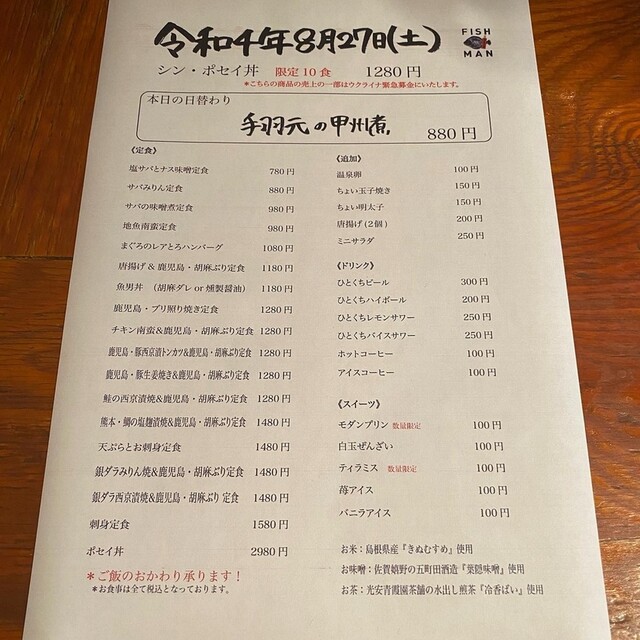 令和4年8月27日(土)
FISH MAN
シン・ポセイ丼 限定10食 1280円
*こちらの商品の売上の一部はウクライナ緊急募金にいたします。
本日の日替わり
手羽元の甲州煮 880円
《定食》
塩サバとナス味噌定食 780円
サバみりん定食 880円
サバの味噌煮定食 980円
地魚南蛮定食 980円
まぐろのレアとろハンバーグ 1080円
唐揚げ&鹿児島・胡麻ぶり定食 1180円
魚男丼 (胡麻ダレor燻製醤油) 1180円
鹿児島・ブリ照り焼き定食 1280円
チキン南蛮&鹿児島・胡麻ぶり定食 1280円
鹿児島・豚西京漬トンカツ&鹿児島・胡麻ぶり定食 1280円
鹿児島・豚生姜焼き&鹿児島・胡麻ぶり定食 1280円
鮭の西京漬焼&鹿児島・胡麻ぶり定食 1280円
熊本・鯛の塩麹漬焼&鹿児島・胡麻ぶり 定食 1480円
天ぷらとお刺身定食 1480円
銀ダラみりん焼&鹿児島・胡麻ぶり 定食 1480円
銀ダラ西京漬焼&鹿児島・胡麻ぶり 定食 1480円
刺身定食 1580円
ポセイ丼 2980円
*ご飯のおかわり承ります!
*お食事は全て税込となっております。
《追加》
温泉卵 100円
ちょい玉子焼き 150円
ちょい明太子 150円
唐揚げ(2個) 200円
ミニサラダ 250円
《ドリンク》
ひとくちビール 300円
ひとくちハイボール 200円
ひとくちレモンサワー 250円
ひとくちバイスサワー 250円
ホットコーヒー 100円
アイスコーヒー 100円
《スイーツ》
モダンプリン 数量限定 100円
白玉ぜんざい 100円
ティラミス 数量限定 100円
苺アイス 100円
バニラアイス 100円
お米:島根県産『きぬむすめ』使用
お味噌:佐賀嬉野の五町田酒造『葉隠味噌』使用
お茶:光安青霞園茶舗の水出し煎茶『冷香ばい』使用